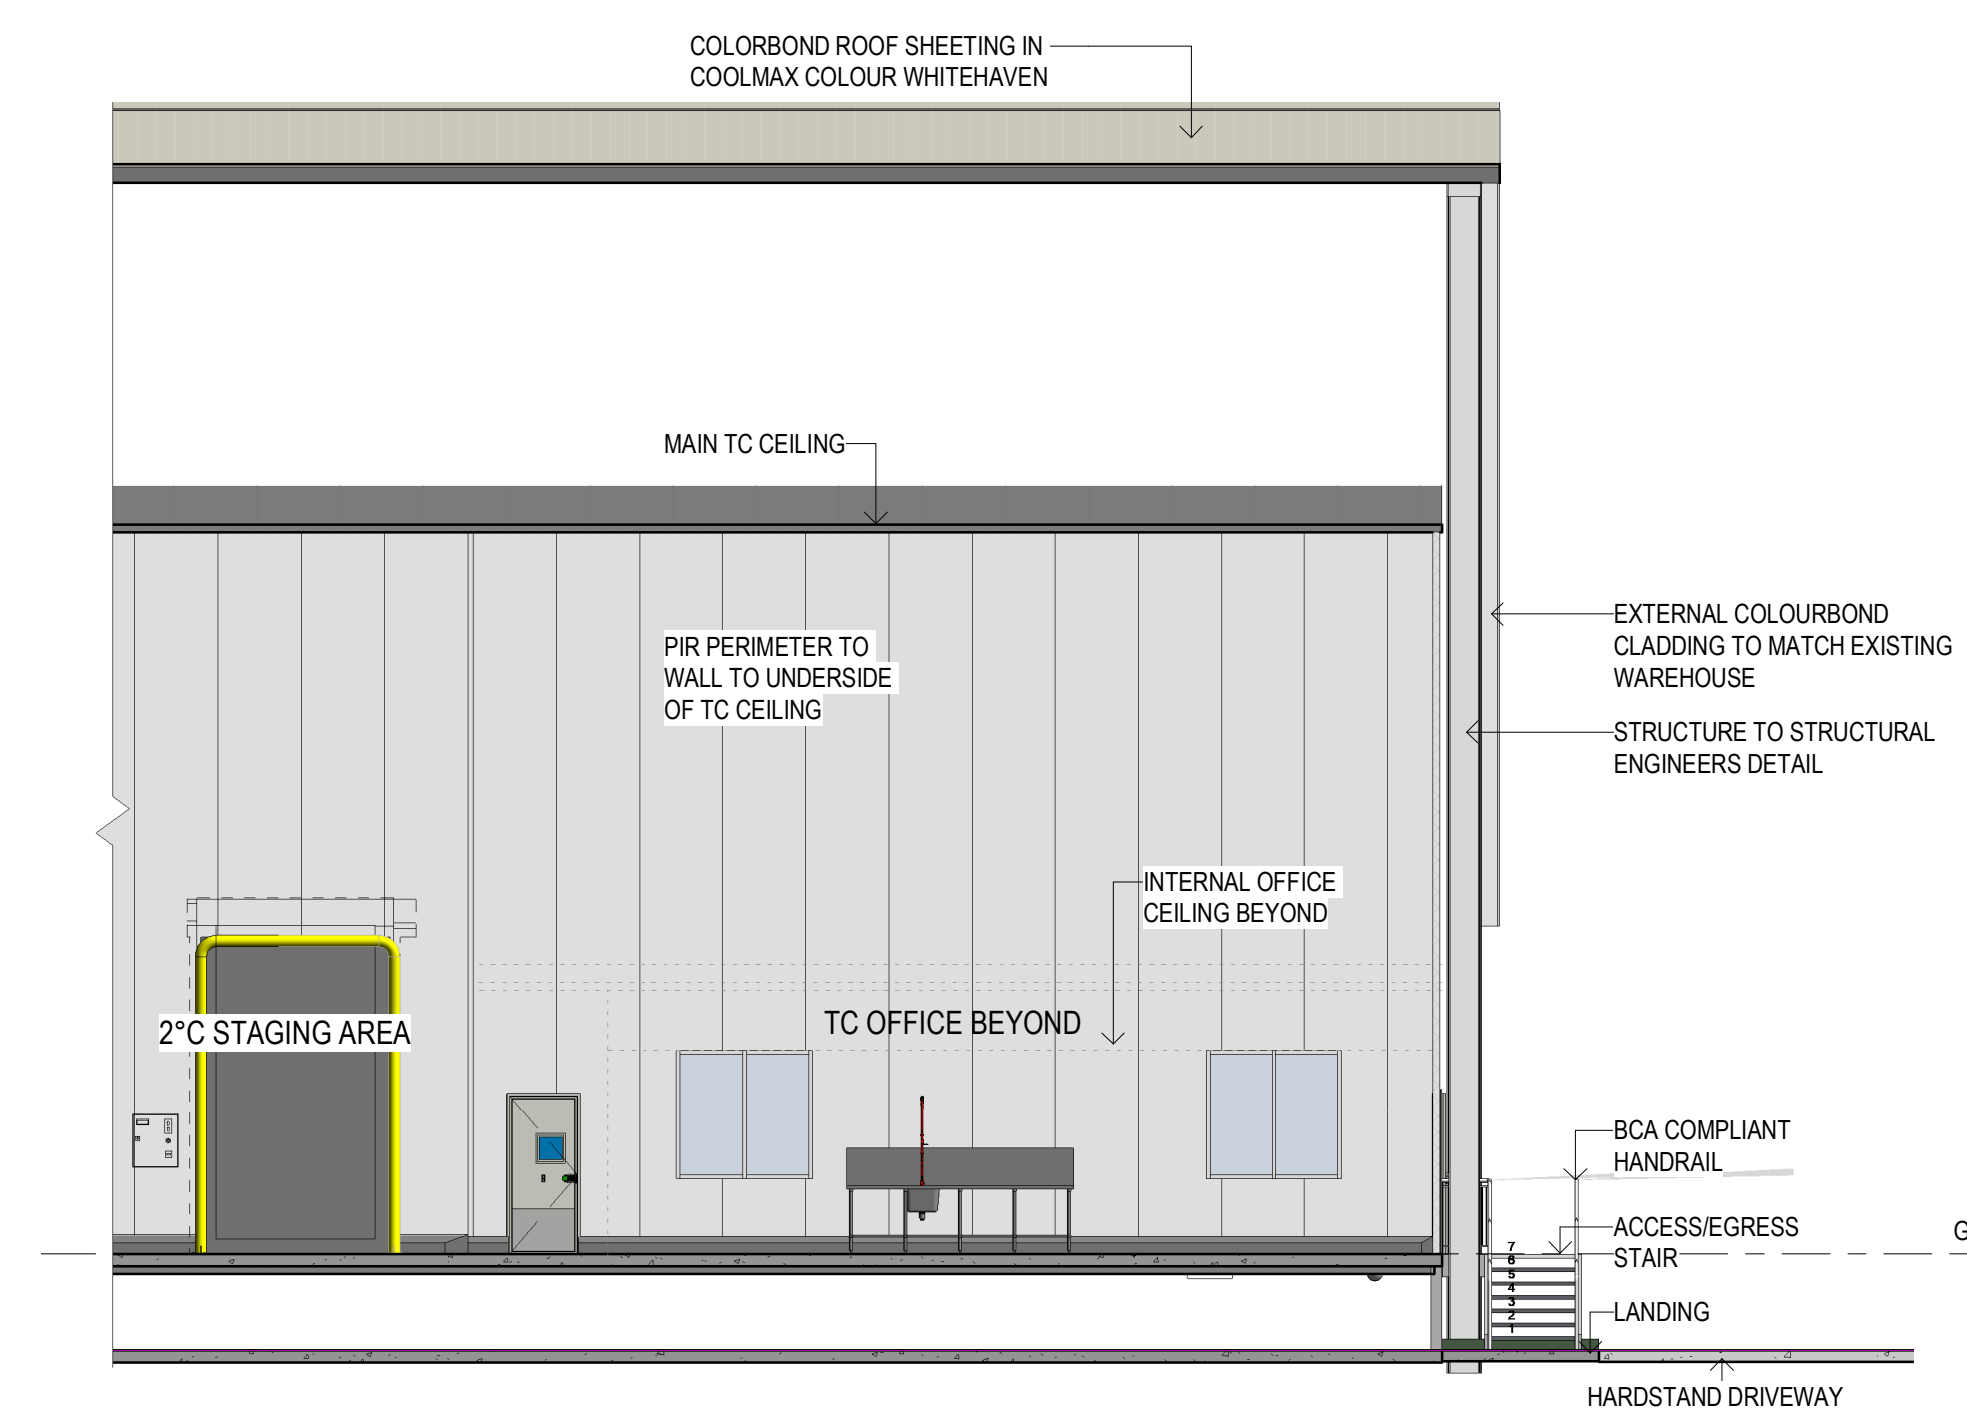 COLORBOND ROOF SHEETING IN
COOLMAX COLOUR WHITEHAVEN
MAIN TC CEILING
PIR PERIMETER TO
WALL TO UNDERSIDE
OF TC CEILING
EXTERNAL COLOURBOND
CLADDING TO MATCH EXISTING
WAREHOUSE
STRUCTURE TO STRUCTURAL
ENGINEERS DETAIL
INTERNAL OFFICE
CEILING BEYOND
2°C STAGING AREA
TC OFFICE BEYOND
BCA COMPLIANT
HANDRAIL
ACCESS/EGRESS
STAIR
G
7
6
5
4
3
2
1
LANDING
HARDSTAND DRIVEWAY